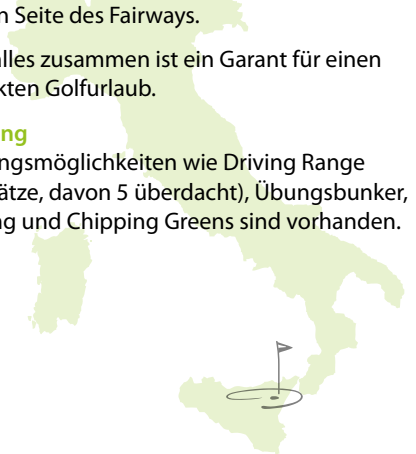 n Seite des Fairways.
alles zusammen ist ein Garant für einen
kten Golfurlaub.
ng
ngsmöglichkeiten wie Driving Range
ätze, davon 5 überdacht), Übungsbunker,
ng und Chipping Greens sind vorhanden.